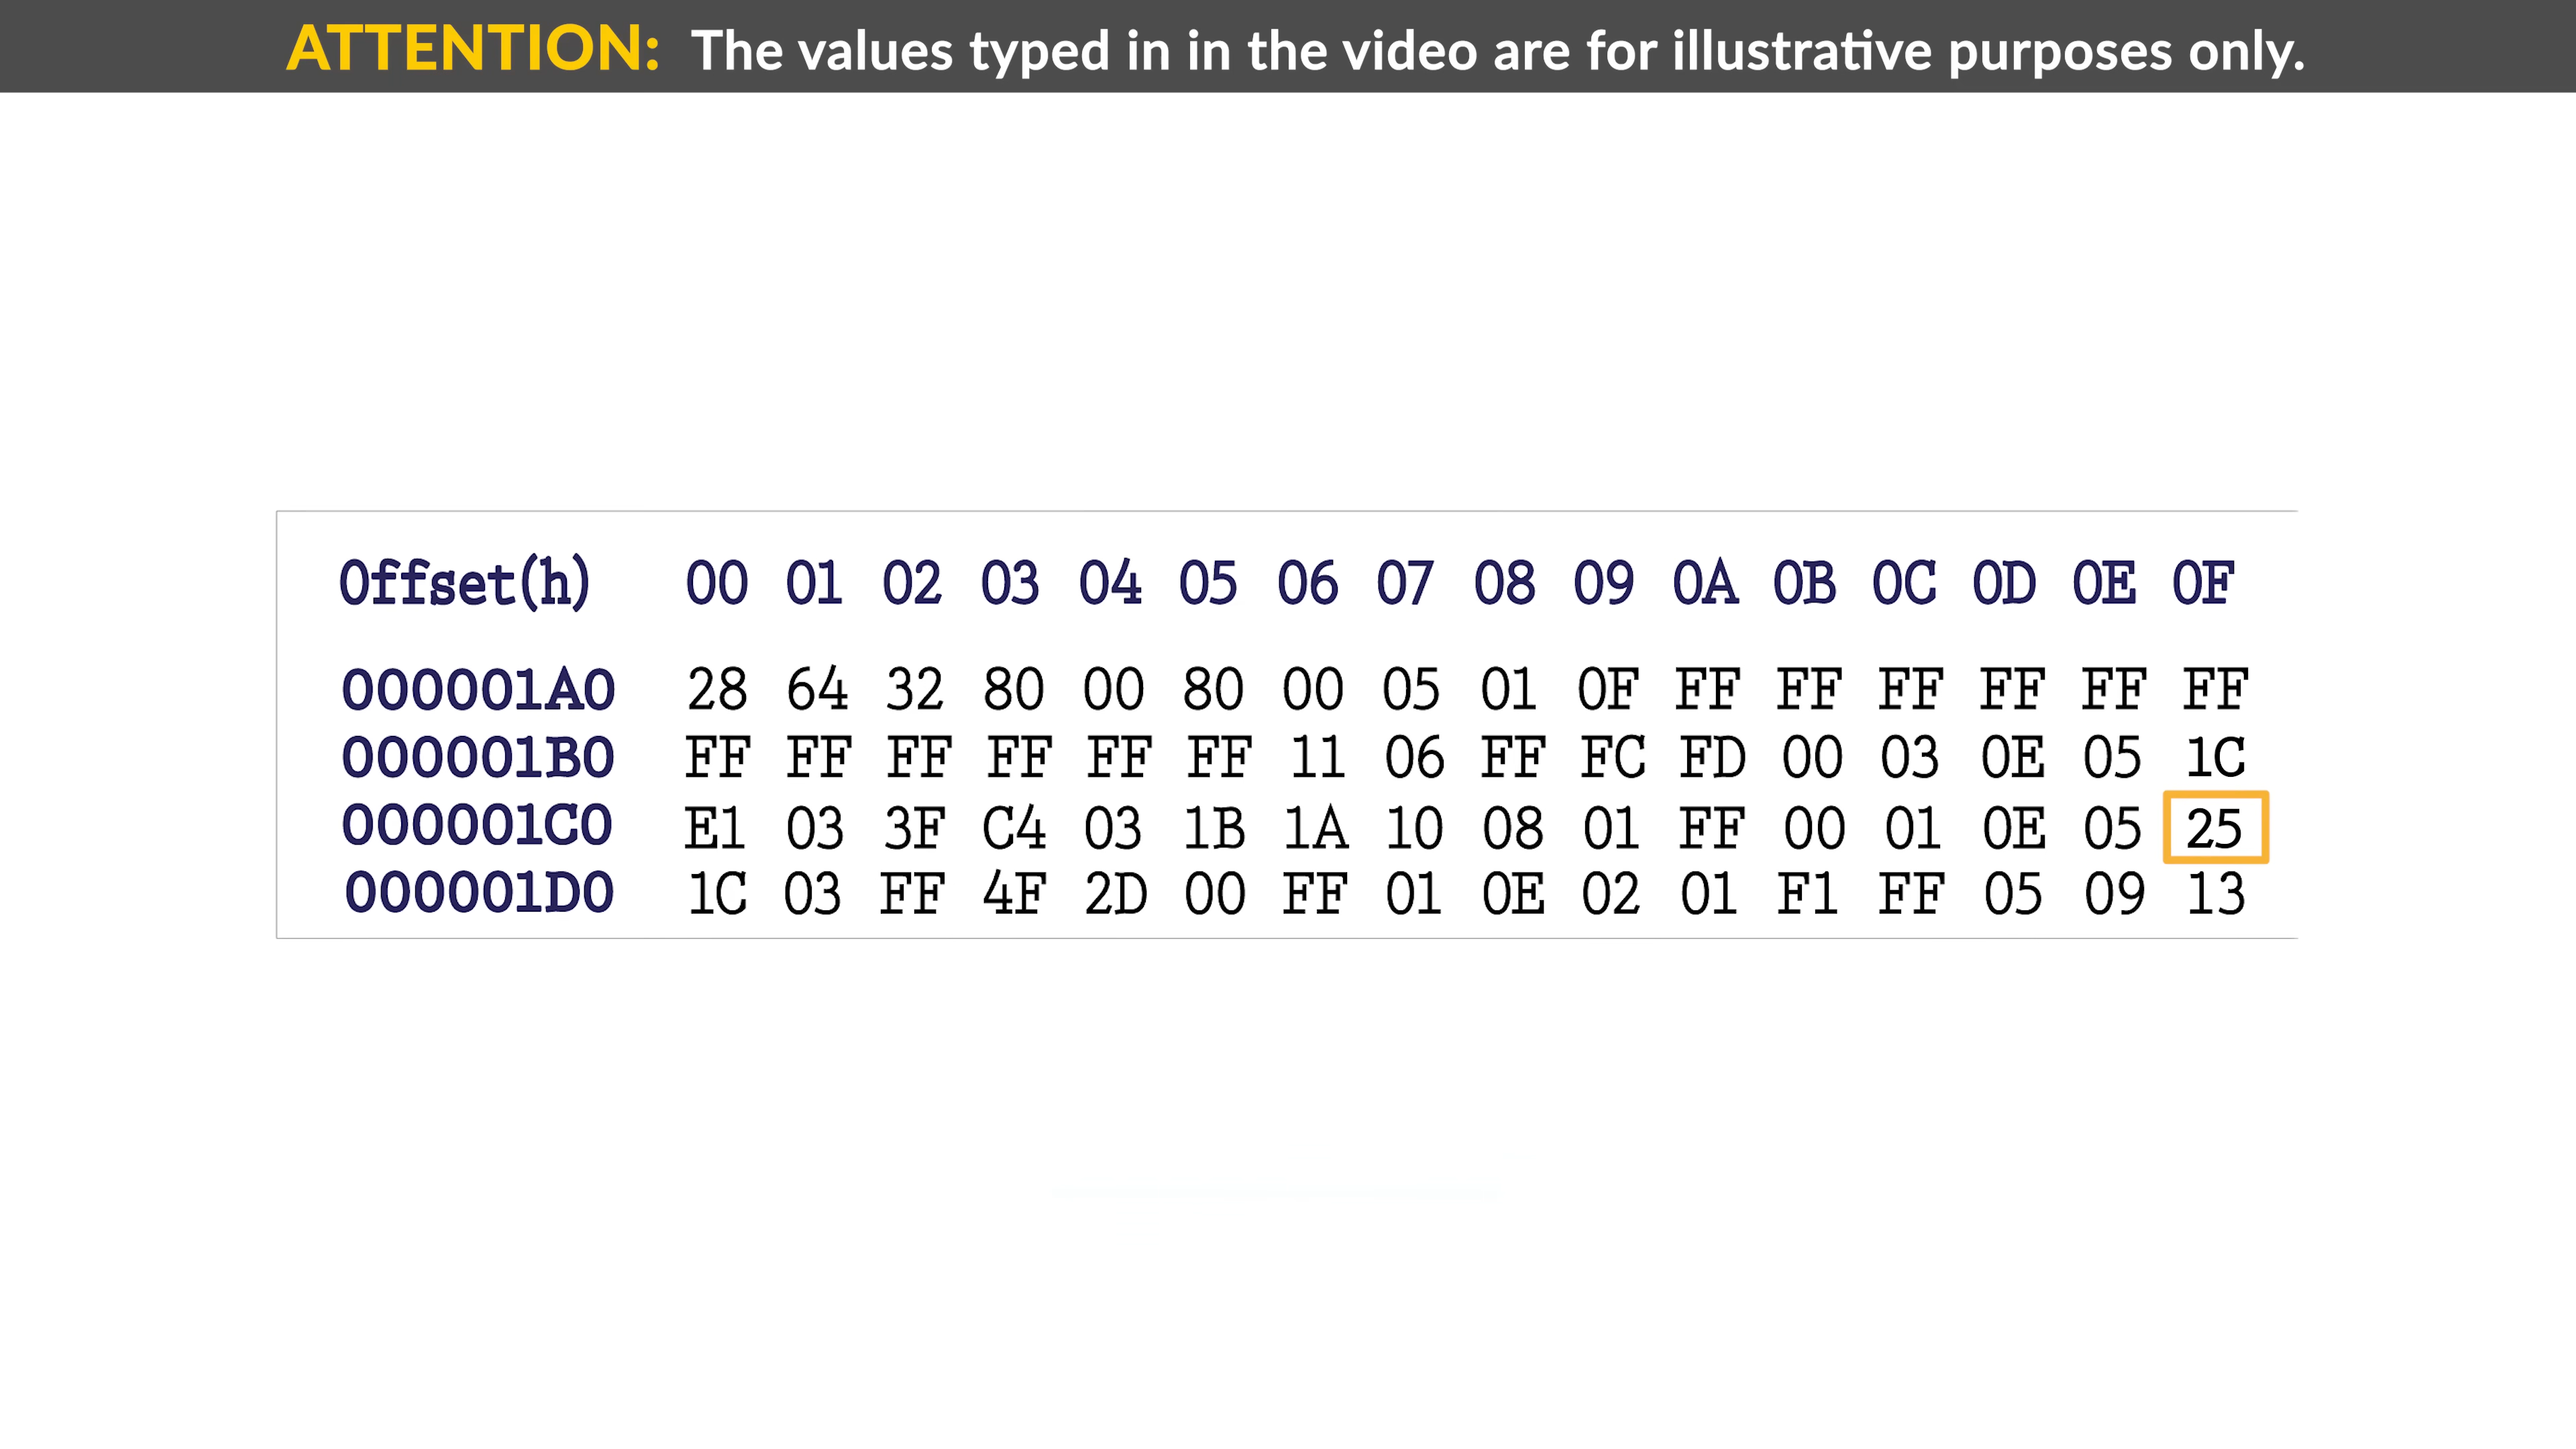 ATTENTION: The values typed in in the video are for illustrative purposes only.
Offset(h) 00 01 02 03 04 05 06 07 08 09 0A 0B 0C 0D 0E 0F
000001A0 28 64 32 80 00 80 00 05 01 0F FF FF FF FF FF FF
000001B0 FF FF FF FF FF FF 11 06 FF FC FD 00 03 0E 05 1C
000001C0 E1 03 3F C4 03 1B 1A 10 08 01 FF 00 01 0E 05 25
000001D0 1C 03 FF 4F 2D 00 FF 01 0E 02 01 F1 FF 05 09 13